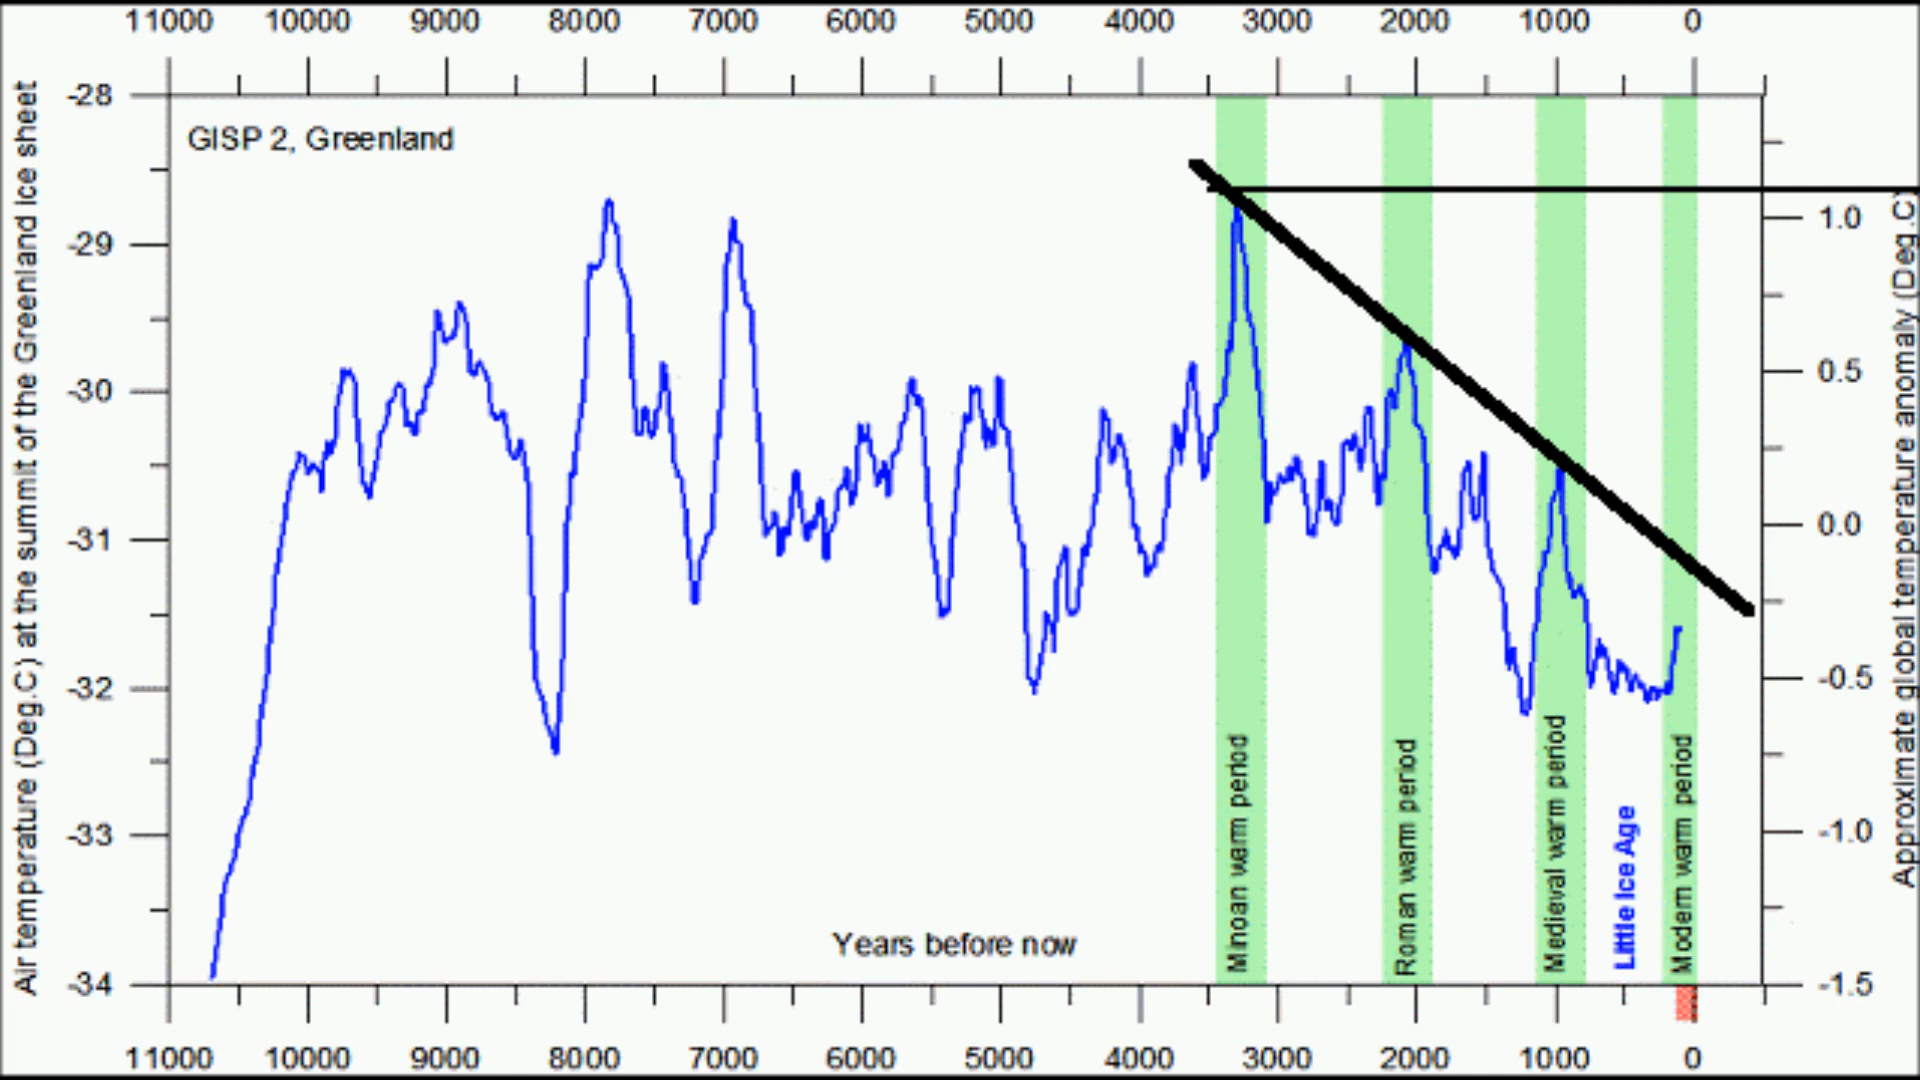 11000 10000 9000 8000 7000 6000 5000 4000 3000 2000 1000 0
Air temperature (Deg.C) at the summit of the Greenland ice sheet
-28
-29
-30
-31
-32
-33
-34
GISP 2, Greenland
Years before now
Minoan warm period
Roman warm period
Medieval warm period
Little Ice Age
Modern warm period
1.0
0.5
0.0
-0.5
-1.0
-1.5
Approximate global temperature anomaly (Deg.C)
11000 10000 9000 8000 7000 6000 5000 4000 3000 2000 1000 0